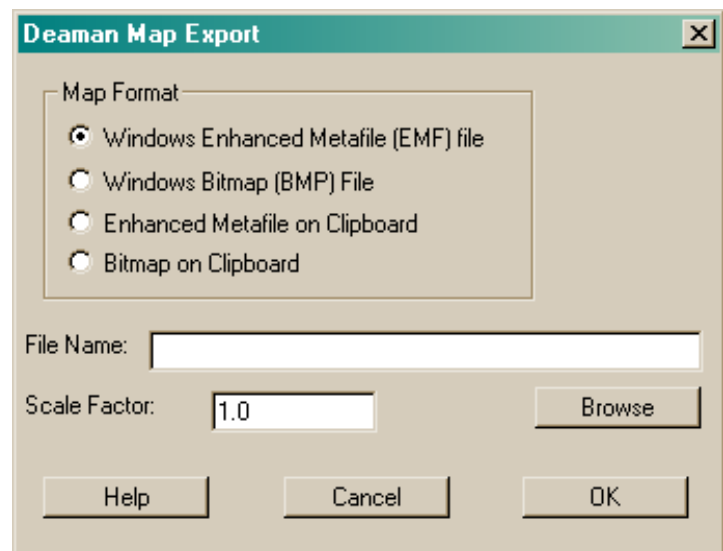 Deaman Map Export
Map Format
Windows Enhanced Metafile (EMF) file
Windows Bitmap (BMP) File
Enhanced Metafile on Clipboard
Bitmap on Clipboard
File Name:
Scale Factor: 1.0 Browse
Help Cancel OK